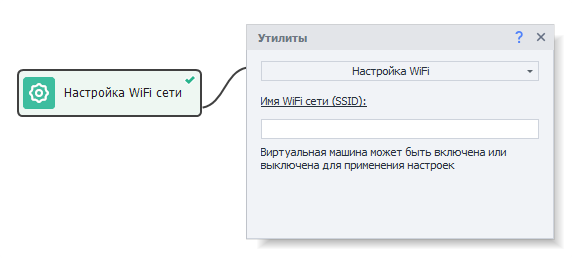 Настройка WiFi сети
Утилиты
?
Настройка WiFi
Имя WiFi сети (SSID):
Виртуальная машина может быть включена или
выключена для применения настроек